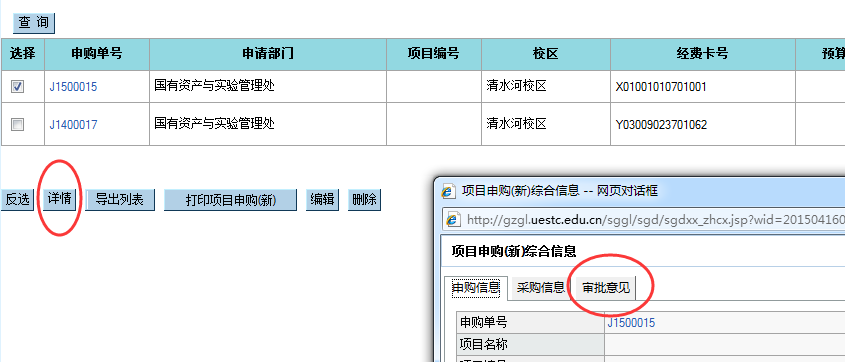 查 询
选择 申购单号 申请部门 项目编号 校区 经费卡号 预算
J1500015 国有资产与实验管理处 清水河校区 X01001010701001
J1400017 国有资产与实验管理处 清水河校区 Y03009023701062
反选 详情 导出列表 打印项目申购(新) 编辑 删除
项目申购(新)综合信息 -- 网页对话框
http://gzgl.uestc.edu.cn/sggl/sgd/sgdxx_zhcx.jsp?wid=201504160
项目申购(新)综合信息
申购信息 采购信息 审批意见
申购单号 J1500015
项目名称